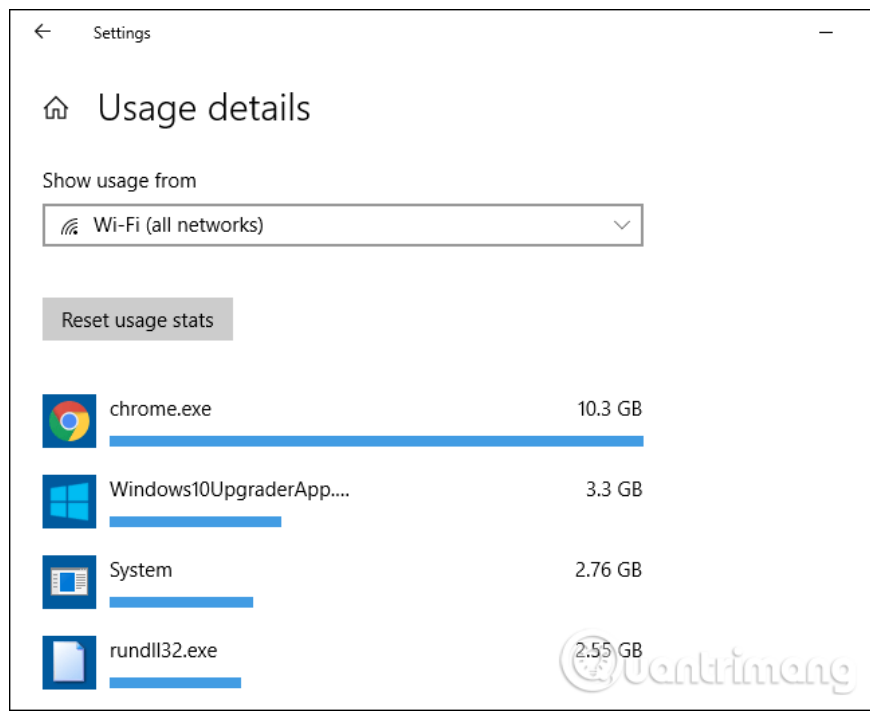 Settings
Usage details
Show usage from
Wi-Fi (all networks)
Reset usage stats
chrome.exe 10.3 GB
Windows10UpgraderApp.... 3.3 GB
System 2.76 GB
rundll32.exe 2.55 GB
Quantrimang